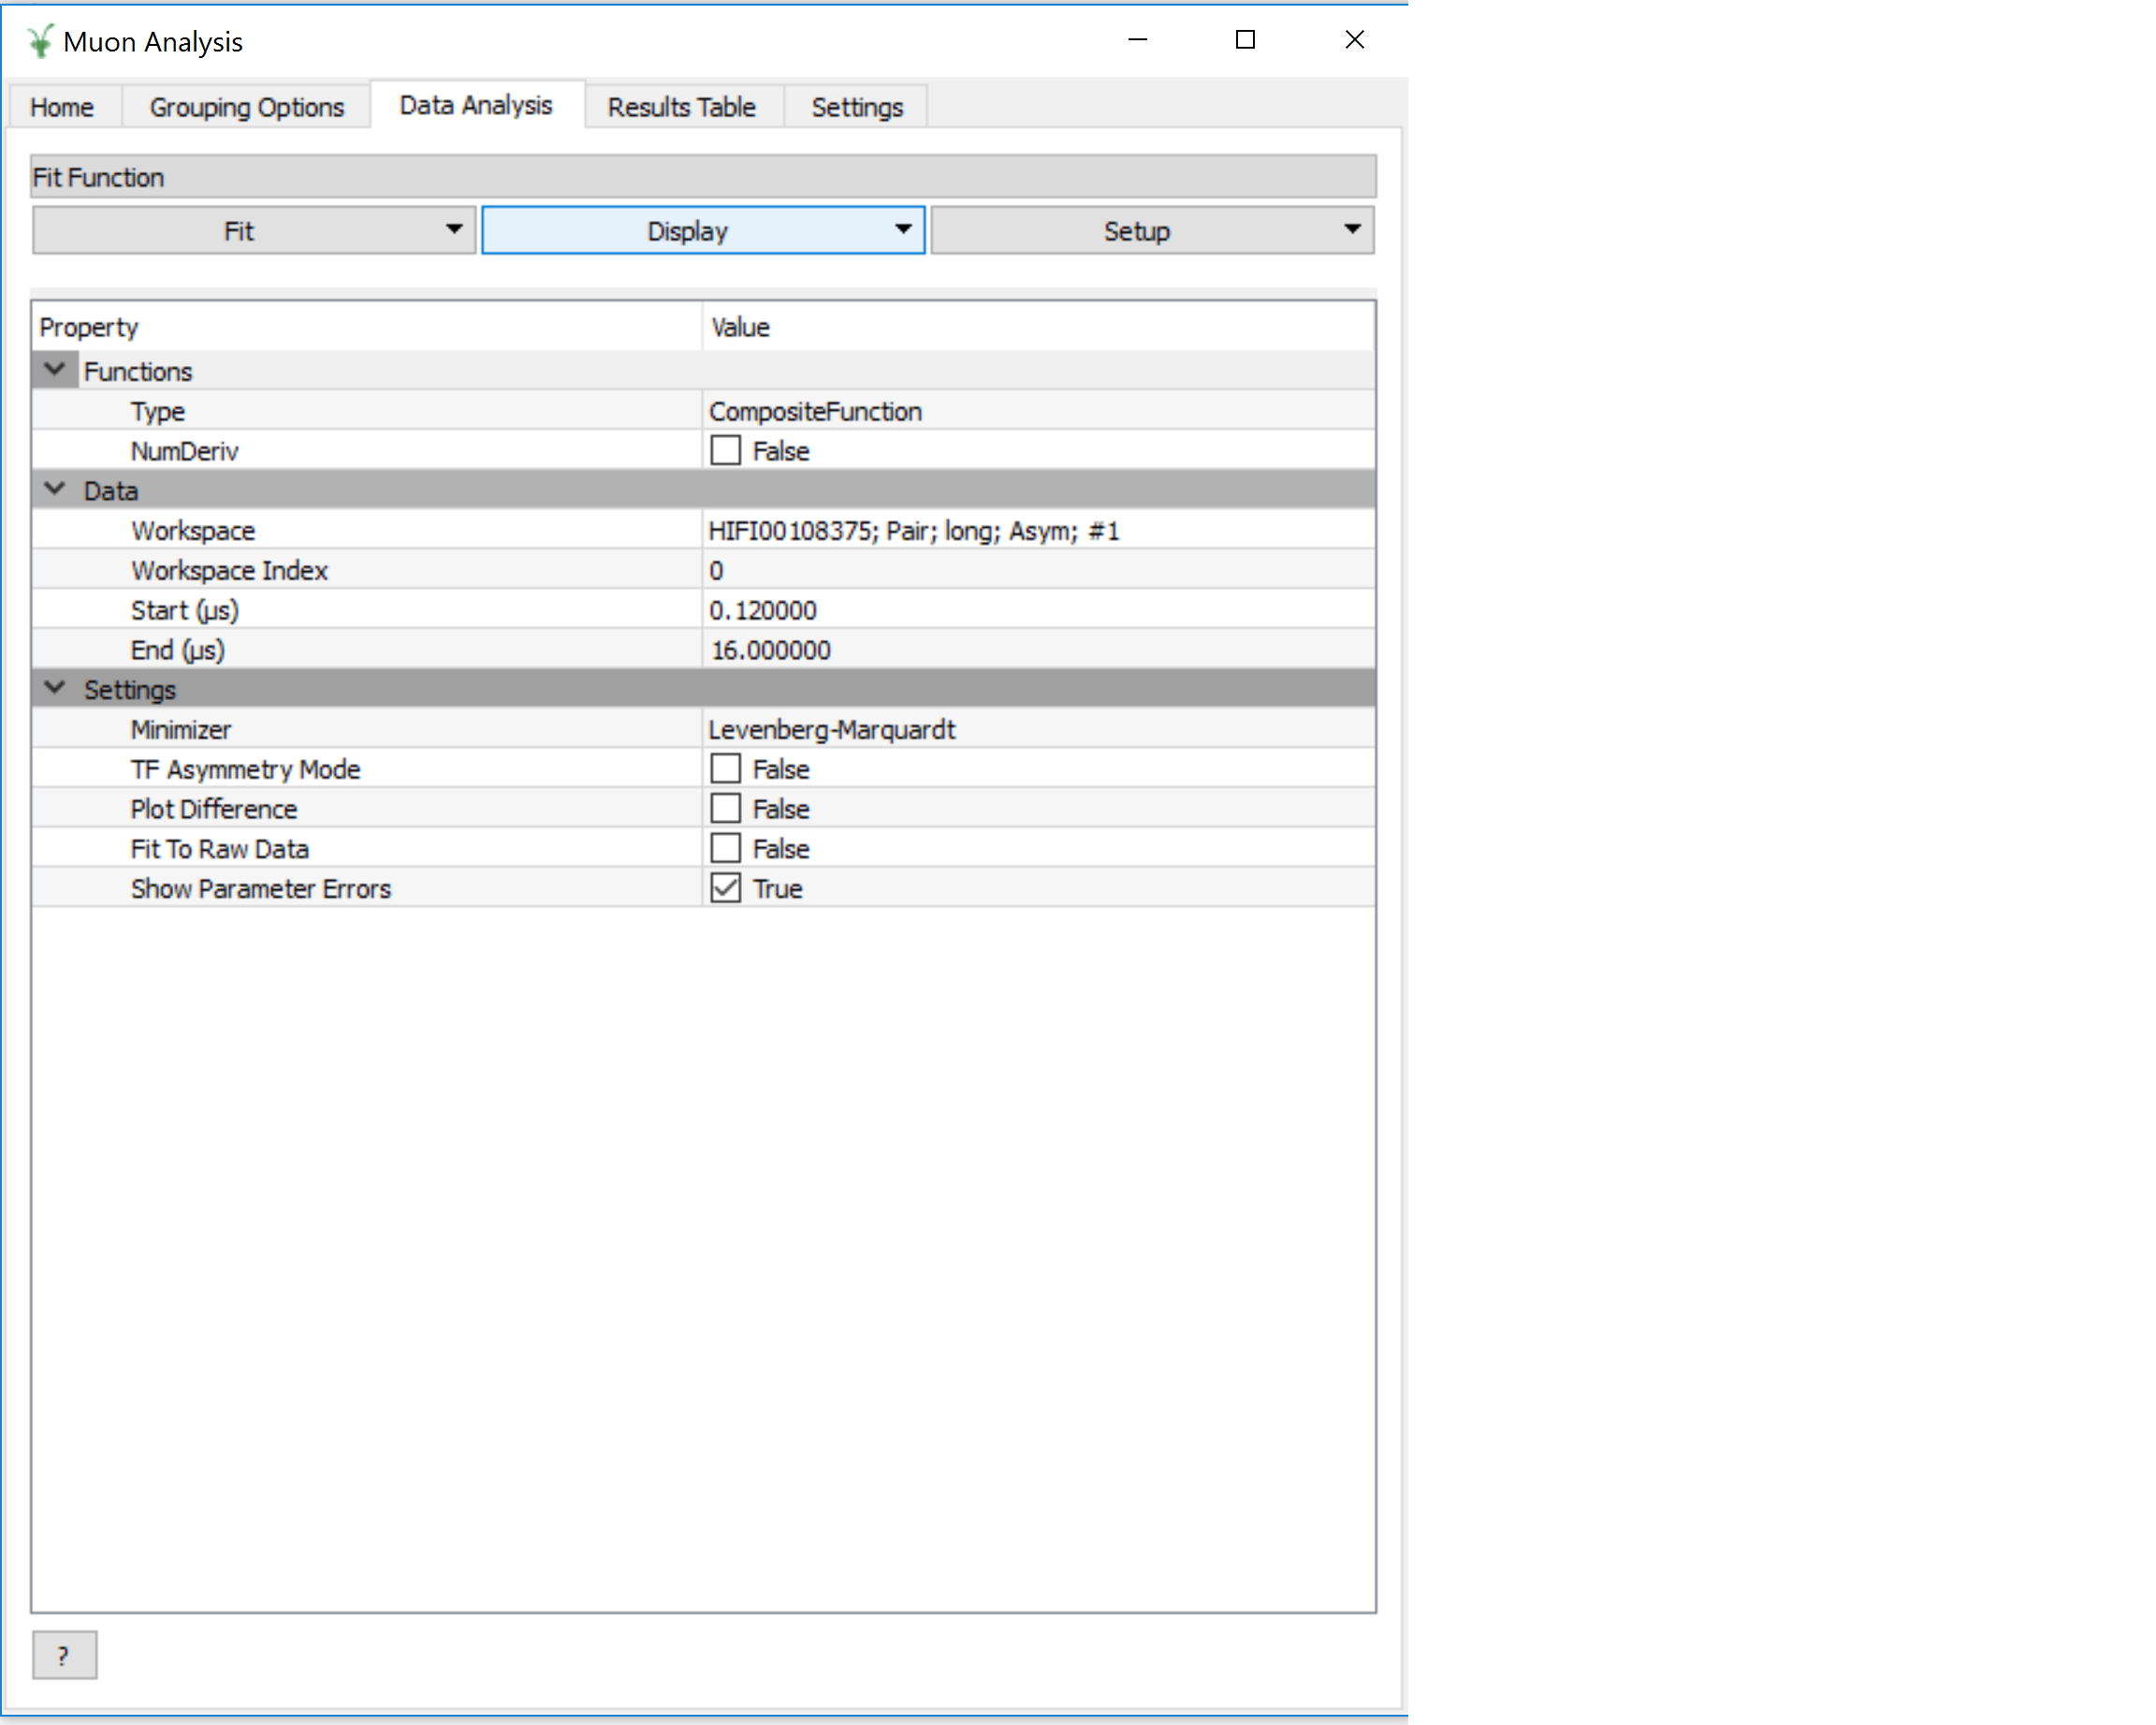 Muon Analysis
Home Grouping Options Data Analysis Results Table Settings
Fit Function
Fit Display Setup
Property Value
Functions
Type CompositeFunction
NumDeriv False
Data
Workspace HIFI00108375; Pair; long; Asym; #1
Workspace Index 0
Start (µs) 0.120000
End (µs) 16.000000
Settings
Minimizer Levenberg-Marquardt
TF Asymmetry Mode False
Plot Difference False
Fit To Raw Data False
Show Parameter Errors True
?